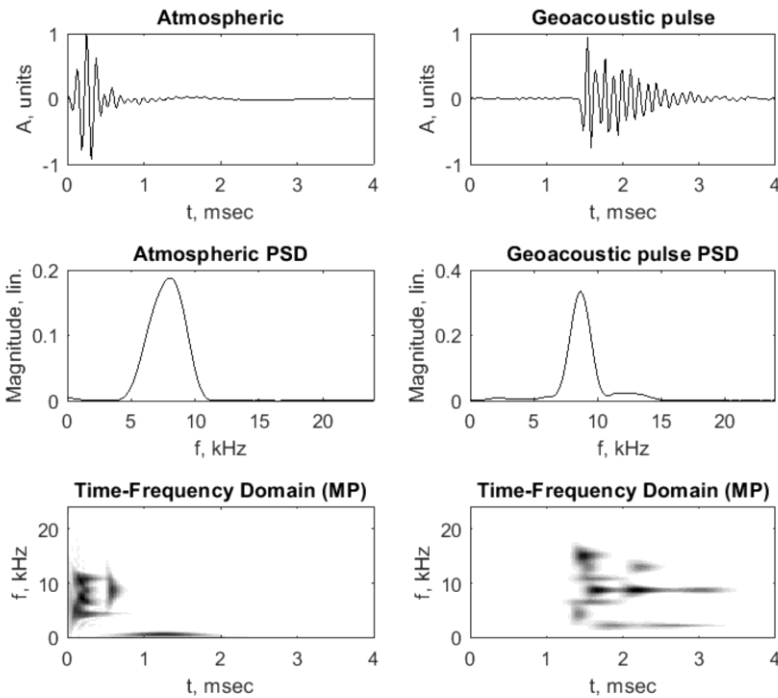 Atmospheric
1
0
-1
A, units
0 1 2 3 4
t, msec
Geoacoustic pulse
1
0
-1
A, units
0 1 2 3 4
t, msec
Atmospheric PSD
0.2
0.1
0
Magnitude, lin.
0 5 10 15 20
f, kHz
Geoacoustic pulse PSD
0.4
0.2
0
Magnitude, lin.
0 5 10 15 20
f, kHz
Time-Frequency Domain (MP)
20
10
0
f, kHz
0 1 2 3 4
t, msec
Time-Frequency Domain (MP)
20
10
0
f, kHz
0 1 2 3 4
t, msec